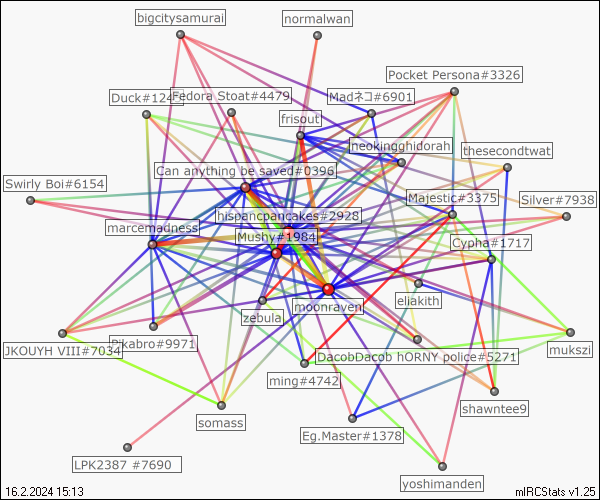 bigcitysamurai
normalwan
Pocket Persona#3326
Duck#124
Fedora Stoat#4479
Madネコ#6901
frisout
neokingghidorah
thesecondtwat
Can anything be saved#0396
Swirly Boi#6154
Majestic#3375
Silver#7938
hispancpancakes#2928
marcemadness
Mushy#1984
Cypha#1717
eliakith
zebula
moonraven
JKOUYH VIII#7034
Pikabro#9971
DacobDacob hORNY police#5271
mukszi
ming#4742
shawntee9
somass
Eg.Master#1378
LPK2387 #7690
yoshimanden
16.2.2024 15:13
mIRCStats v1.25